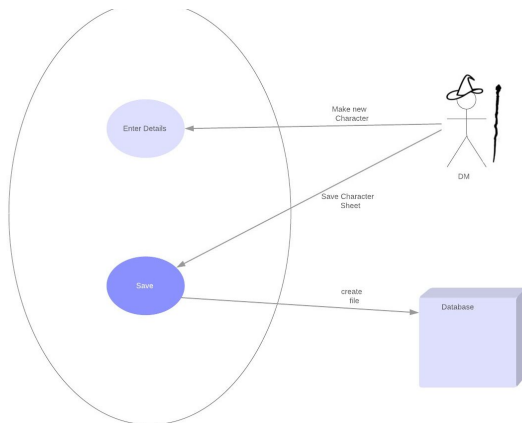 Make new
Character
Enter Details
DM
Save Character
Sheet
Save
create
file
Database